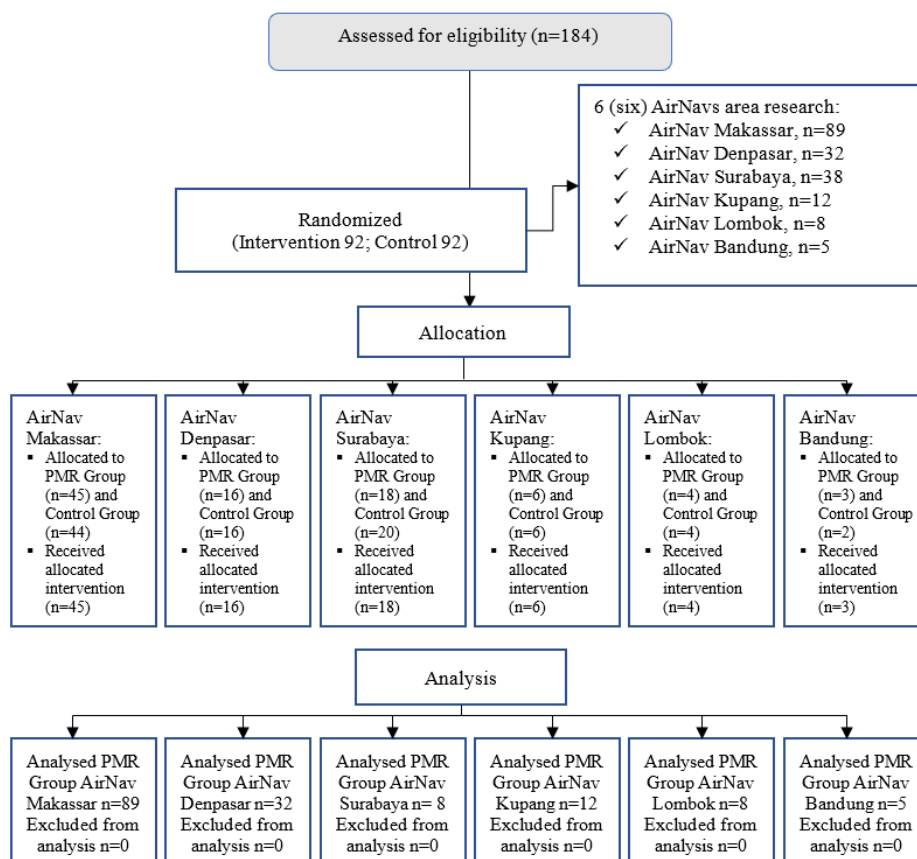 Assessed for eligibility (n=184)
6 (six) AirNavs area research:
✓ AirNav Makassar, n=89
✓ AirNav Denpasar, n=32
✓ AirNav Surabaya, n=38
✓ AirNav Kupang, n=12
✓ AirNav Lombok, n=8
✓ AirNav Bandung, n=5
Randomized
(Intervention 92; Control 92)
Allocation
AirNav
Makassar:
▪ Allocated to
PMR Group
(n=45) and
Control Group
(n=44)
▪ Received
allocated
intervention
(n=45)
AirNav
Denpasar:
▪ Allocated to
PMR Group
(n=16) and
Control Group
(n=16)
▪ Received
allocated
intervention
(n=16)
AirNav
Surabaya:
▪ Allocated to
PMR Group
(n=18) and
Control Group
(n=20)
▪ Received
allocated
intervention
(n=18)
AirNav
Kupang:
▪ Allocated to
PMR Group
(n=6) and
Control Group
(n=6)
▪ Received
allocated
intervention
(n=6)
AirNav
Lombok:
▪ Allocated to
PMR Group
(n=4) and
Control Group
(n=4)
▪ Received
allocated
intervention
(n=4)
AirNav
Bandung:
▪ Allocated to
PMR Group
(n=3) and
Control Group
(n=2)
▪ Received
allocated
intervention
(n=3)
Analysis
Analysed PMR
Group AirNav
Makassar n=89
Excluded from
analysis n=0
Analysed PMR
Group AirNav
Denpasar n=32
Excluded from
analysis n=0
Analysed PMR
Group AirNav
Surabaya n= 8
Excluded from
analysis n=0
Analysed PMR
Group AirNav
Kupang n=12
Excluded from
analysis n=0
Analysed PMR
Group AirNav
Lombok n=8
Excluded from
analysis n=0
Analysed PMR
Group AirNav
Bandung n=5
Excluded from
analysis n=0